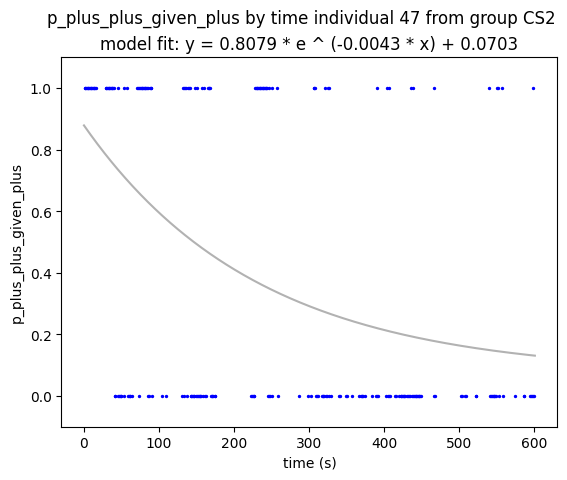 p_plus_plus_given_plus by time individual 47 from group CS2
model fit: y = 0.8079 * e ^ (-0.0043 * x) + 0.0703
1.0
0.8
0.6
0.4
0.2
0.0
p_plus_plus_given_plus
0 100 200 300 400 500 600
time (s)